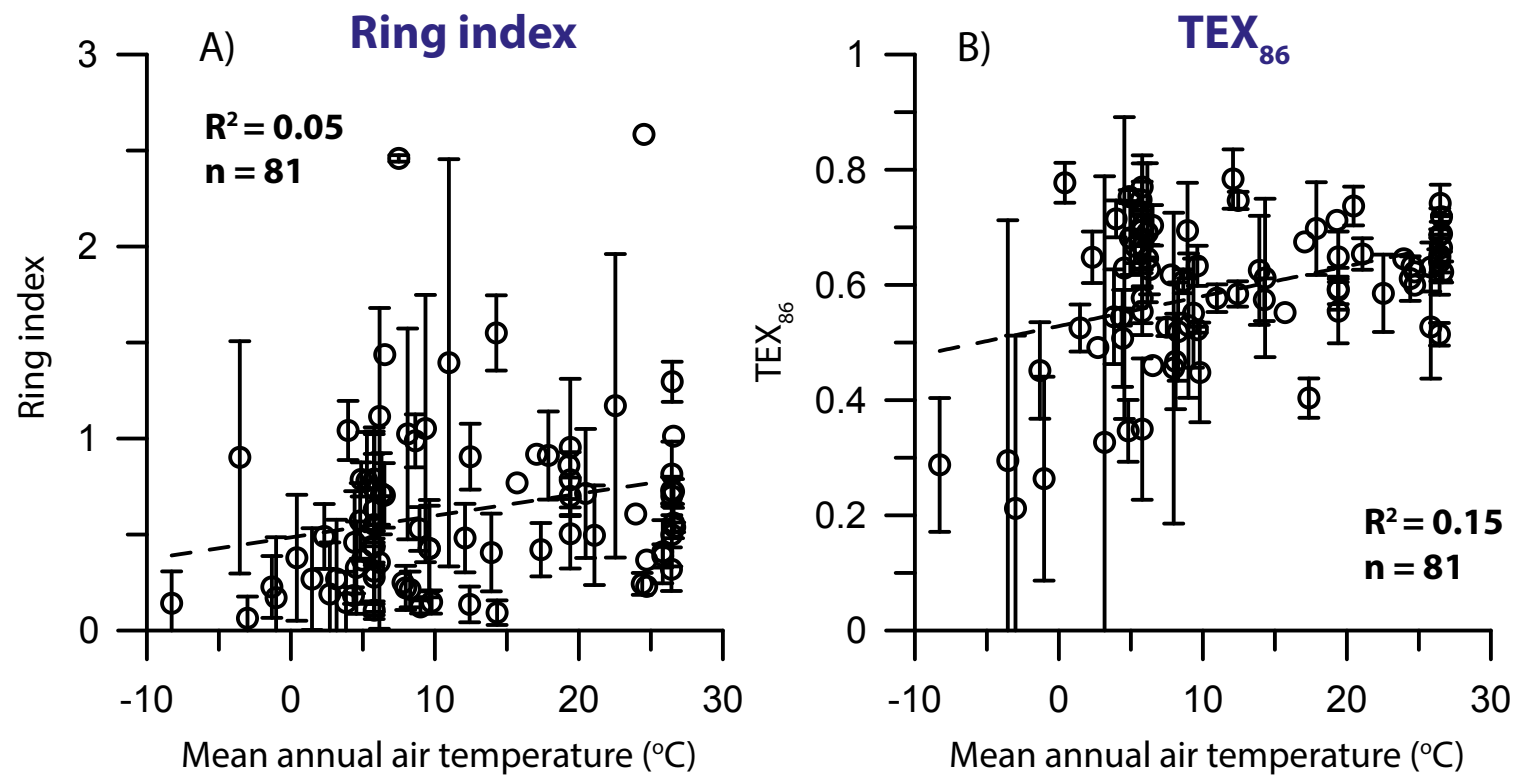 Ring index
A)
3
R² = 0.05
n = 81
2
1
0
Ring index
-10 0 10 20 30
Mean annual air temperature (ºC)
TEX₈₆
B)
1
0.8
0.6
0.4
0.2
0
TEX₈₆
R² = 0.15
n = 81
-10 0 10 20 30
Mean annual air temperature (ºC)